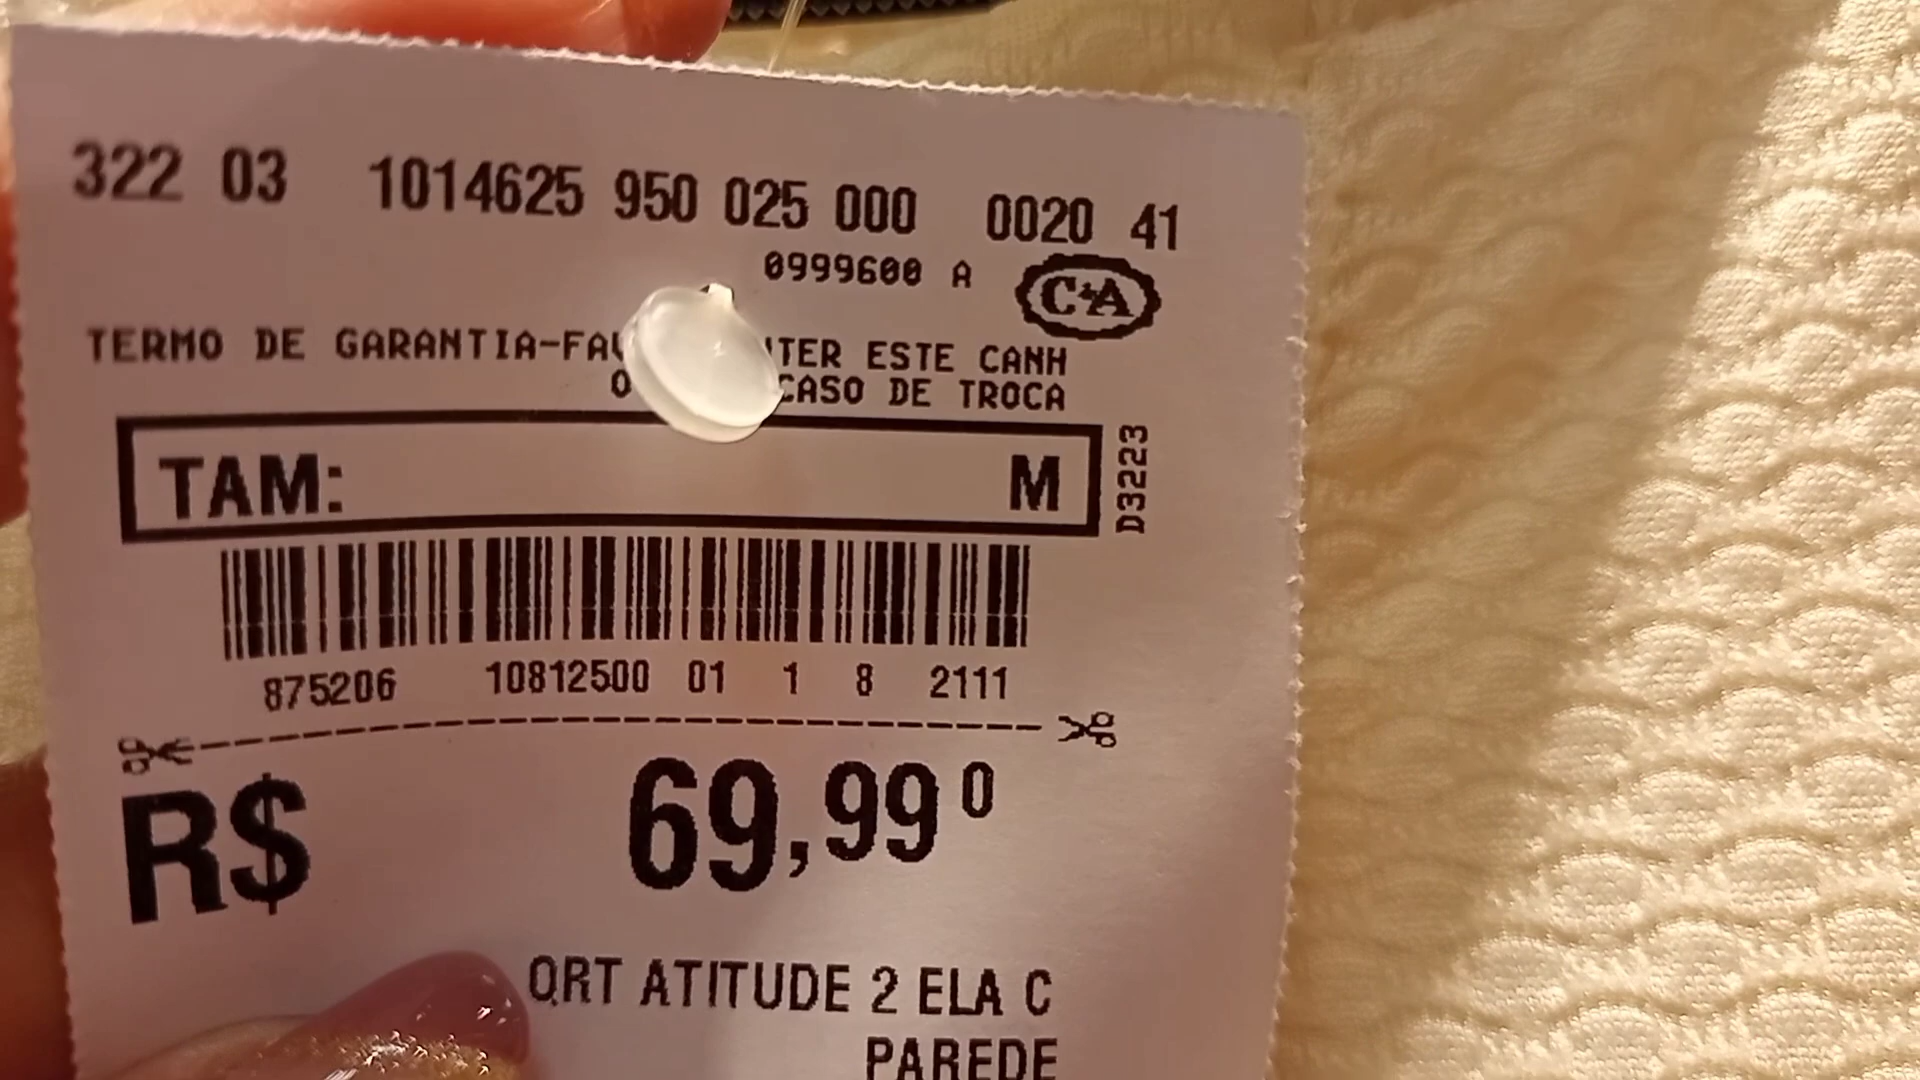 322 03 1014625 950 025 000 0020 41
0999600 A
C&A
TERMO DE GARANTIA-FAV TER ESTE CANH
O CASO DE TROCA
TAM: M
D3223
875206 10812500 01 1 8 2111
R$ 69,99 0
QRT ATITUDE 2 ELA C
PAREDE